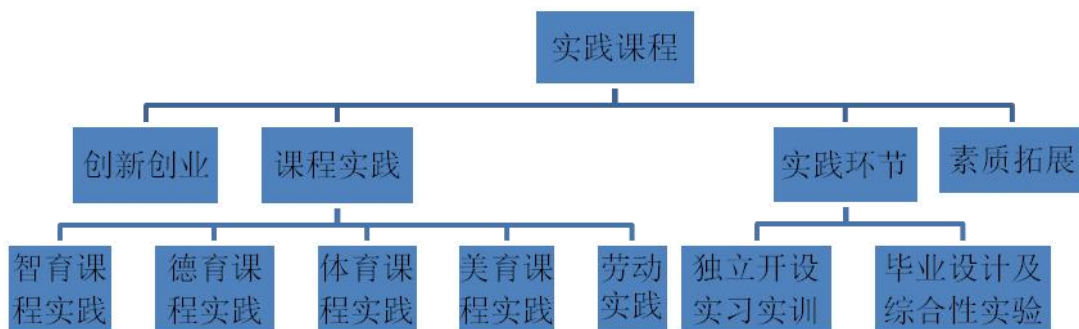 实践课程
创新创业
课程实践
实践环节
素质拓展
智育课
程实践
德育课
程实践
体育课
程实践
美育课
程实践
劳动
实践
独立开设
实习实训
毕业设计及
综合性实验